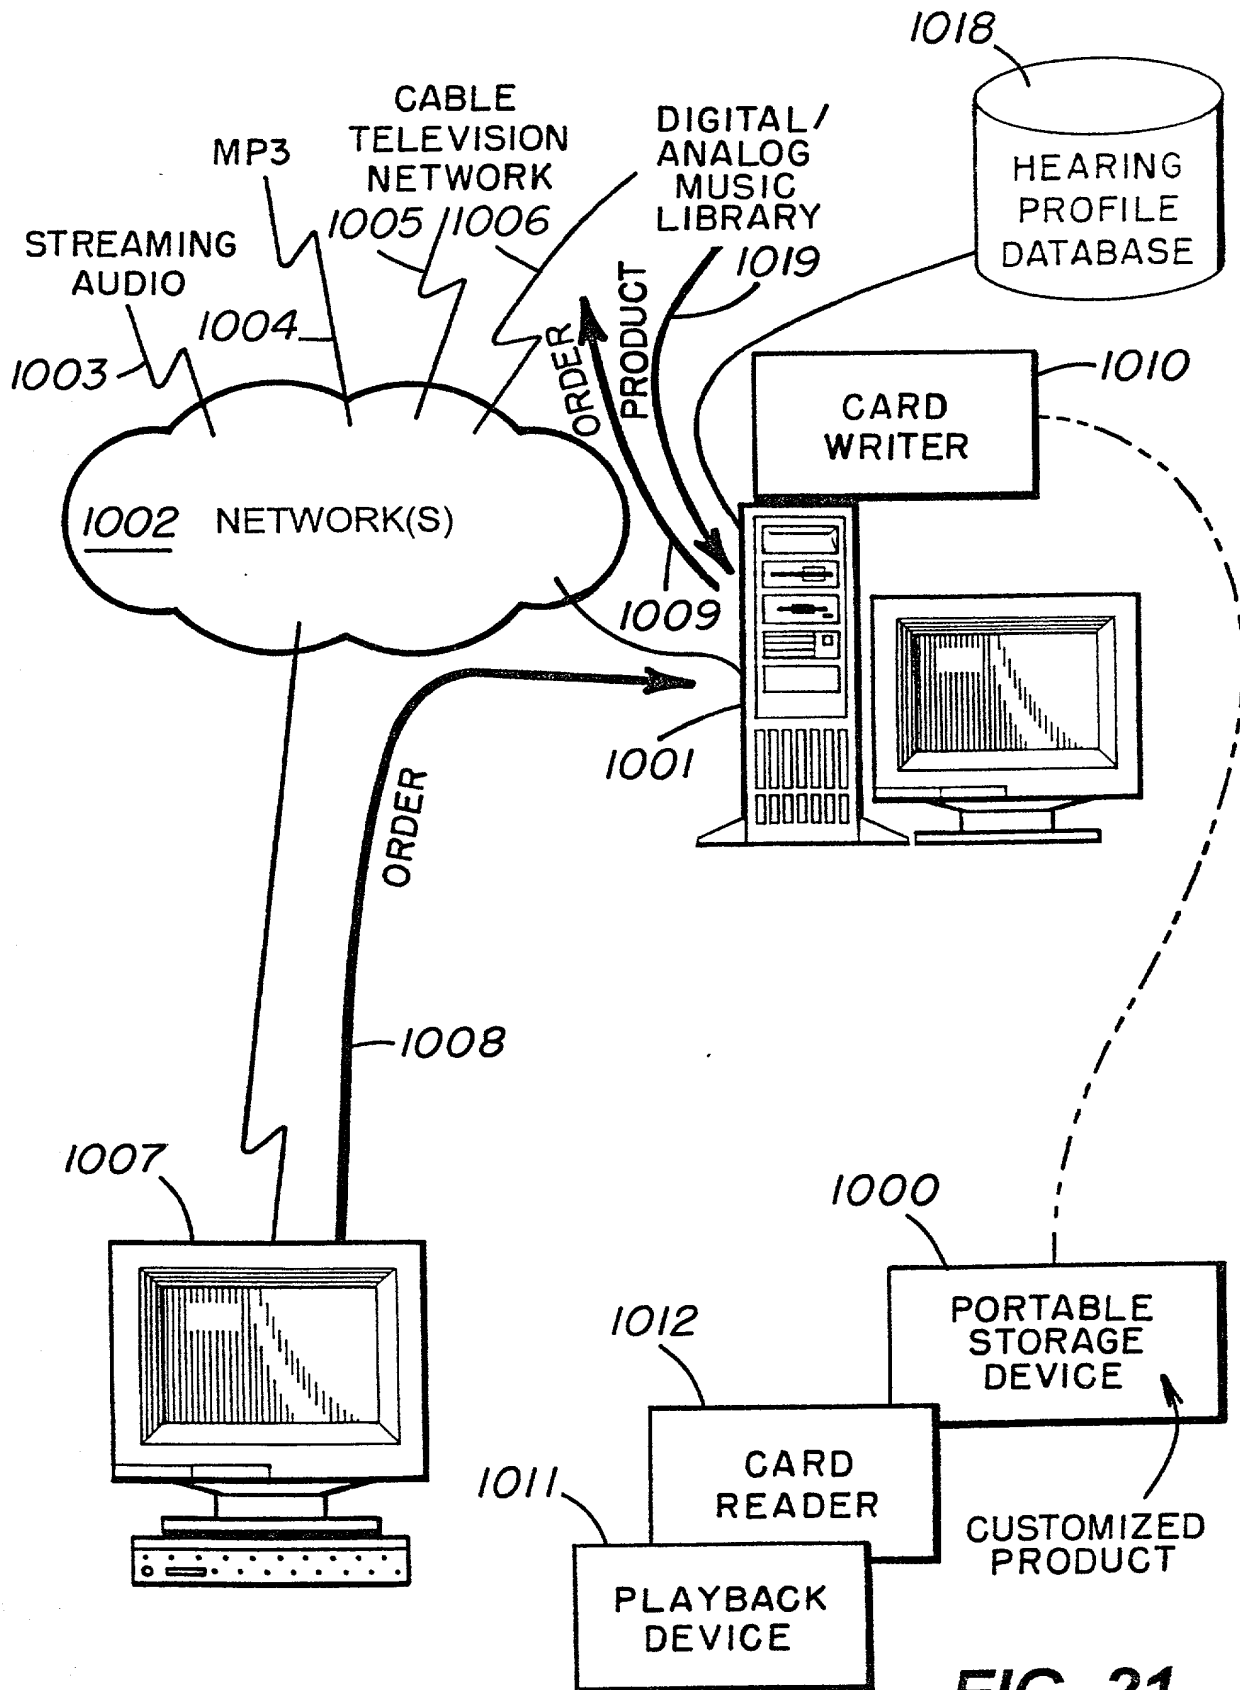 1018
CABLE
TELEVISION
NETWORK
DIGITAL/
ANALOG
MUSIC
LIBRARY
MP3
HEARING
PROFILE
DATABASE
STREAMING
AUDIO
1005
1006
1019
1004
1003
ORDER
PRODUCT
1010
CARD
WRITER
1002 NETWORK(S)
1009
1001
ORDER
1008
1007
1000
PORTABLE
STORAGE
DEVICE
1012
CARD
READER
1011
CUSTOMIZED
PRODUCT
PLAYBACK
DEVICE
FIG. 21